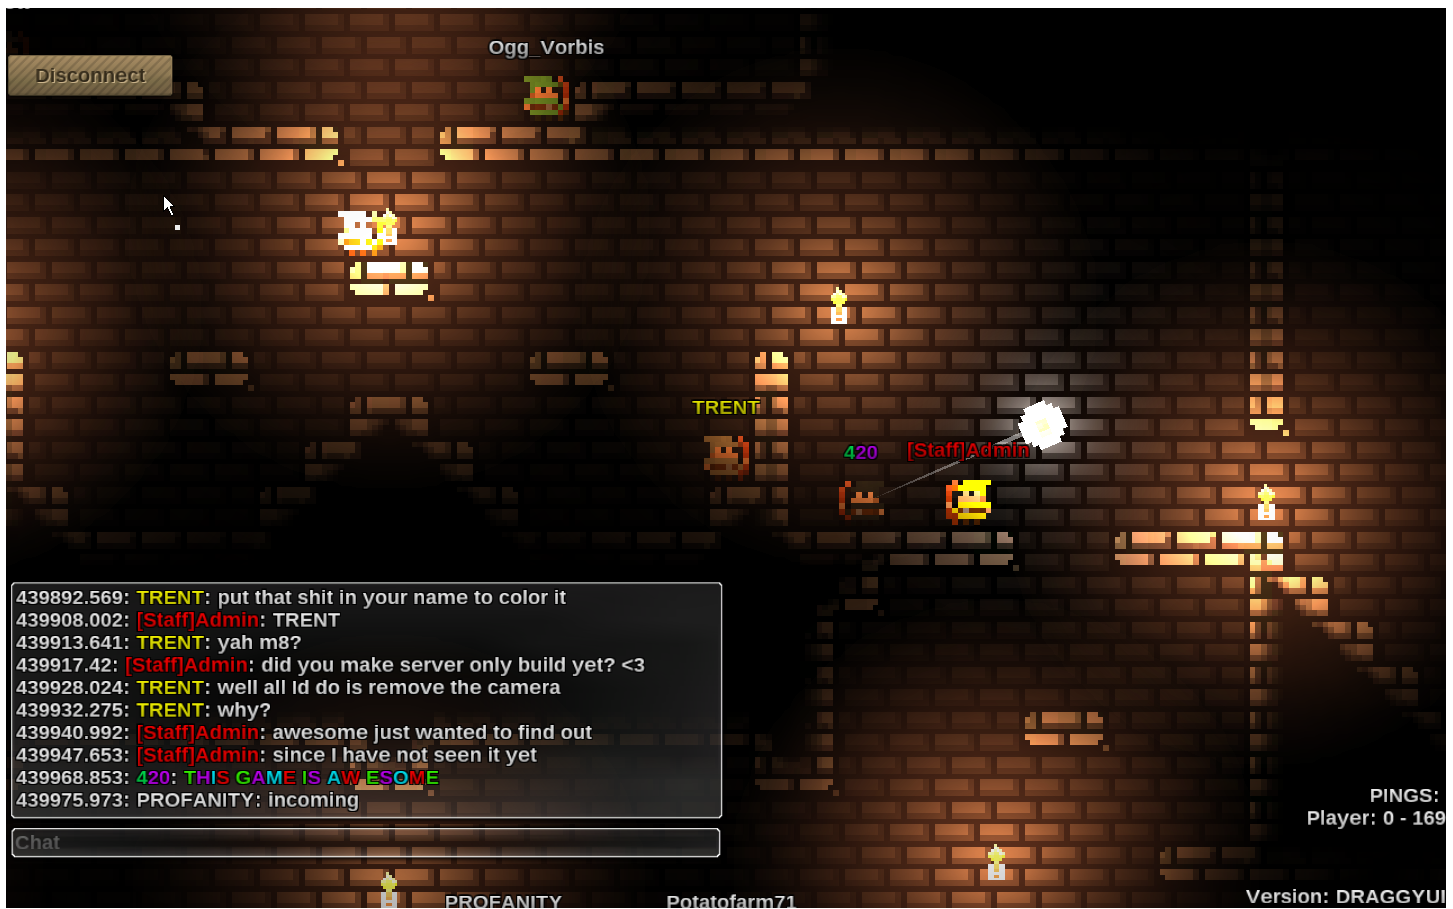 Ogg_Vorbis
Disconnect
TRENT
420 [Staff]Admin
439892.569: TRENT: put that shit in your name to color it
439908.002: [Staff]Admin: TRENT
439913.641: TRENT: yah m8?
439917.42: [Staff]Admin: did you make server only build yet? <3
439928.024: TRENT: well all Id do is remove the camera
439932.275: TRENT: why?
439940.992: [Staff]Admin: awesome just wanted to find out
439947.653: [Staff]Admin: since I have not seen it yet
439968.853: 420: THIS GAME IS AW ESOME
439975.973: PROFANITY: incoming
Chat
PINGS:
Player: 0 - 169
PROFANITY
Potatofarm71
Version: DRAGGYUI